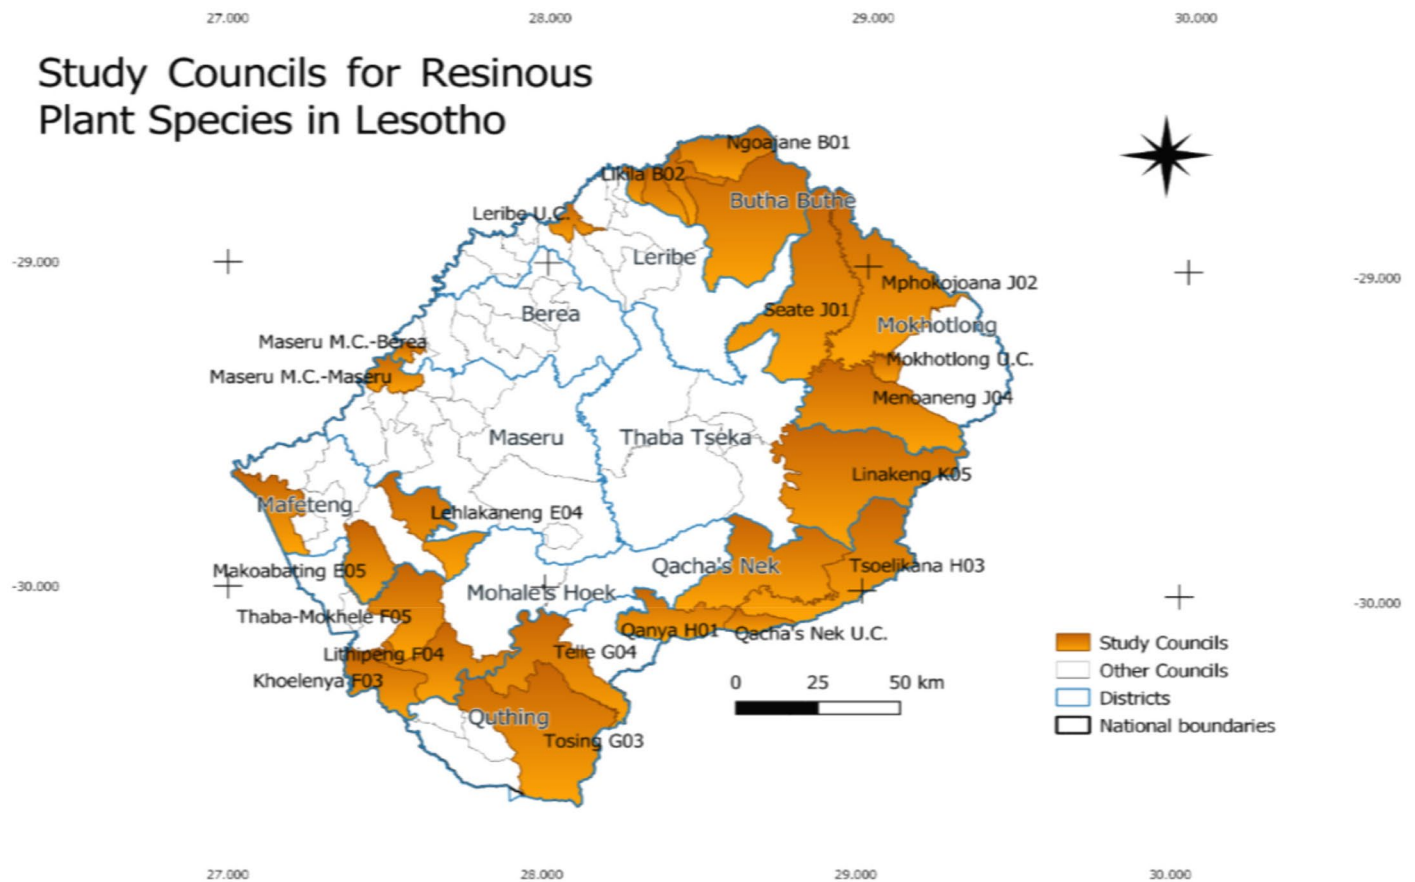 27.000
28.000
29.000
30.000
Study Councils for Resinous
Plant Species in Lesotho
Ngoajane B01
Likila B02
Butha Buthe
Leribe U.C.
-29.000
Leribe
-29.000
Mphokojoana J02
Seate J01
Berea
Mokhotlong
Maseru M.C.-Berea
Mokhotlong U.C.
Maseru M.C.-Maseru
Menoaneng J04
Maseru
Thaba Tseka
Linakeng K05
Mafeteng
Lehlakaneng E04
Qacha's Nek
Tsoelikana H03
Makoabating E05
-30.000
Mohale's Hoek
-30.000
Thaba-Mokhele F05
Qanya H01
Qacha's Nek U.C.
Study Councils
Lithipeng F04
Telle G04
Other Councils
Khoelenya F03
0 25 50 km
Districts
Quthing
National boundaries
Tosing G03
27.000
28.000
29.000
30.000